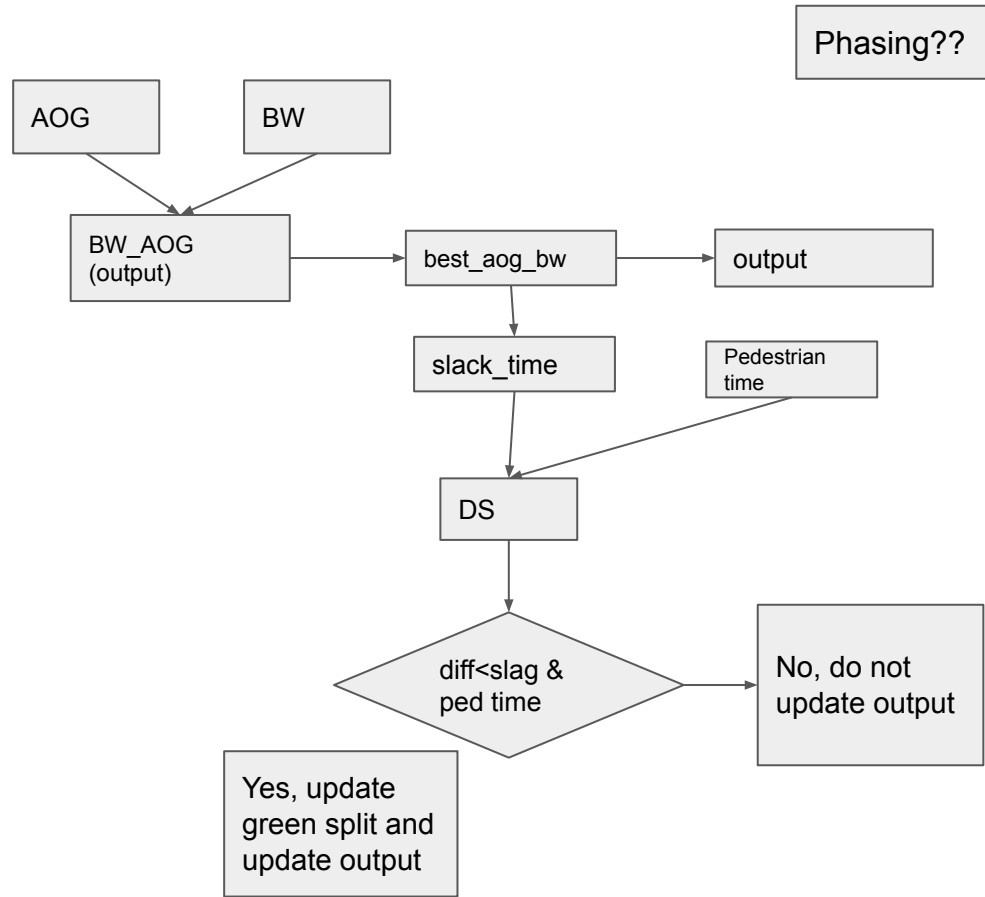 Phasing??
AOG
BW
BW_AOG
(output)
best_aog_bw
output
slack_time
Pedestrian
time
DS
diff<slag &
ped time
No, do not
update output
Yes, update
green split and
update output